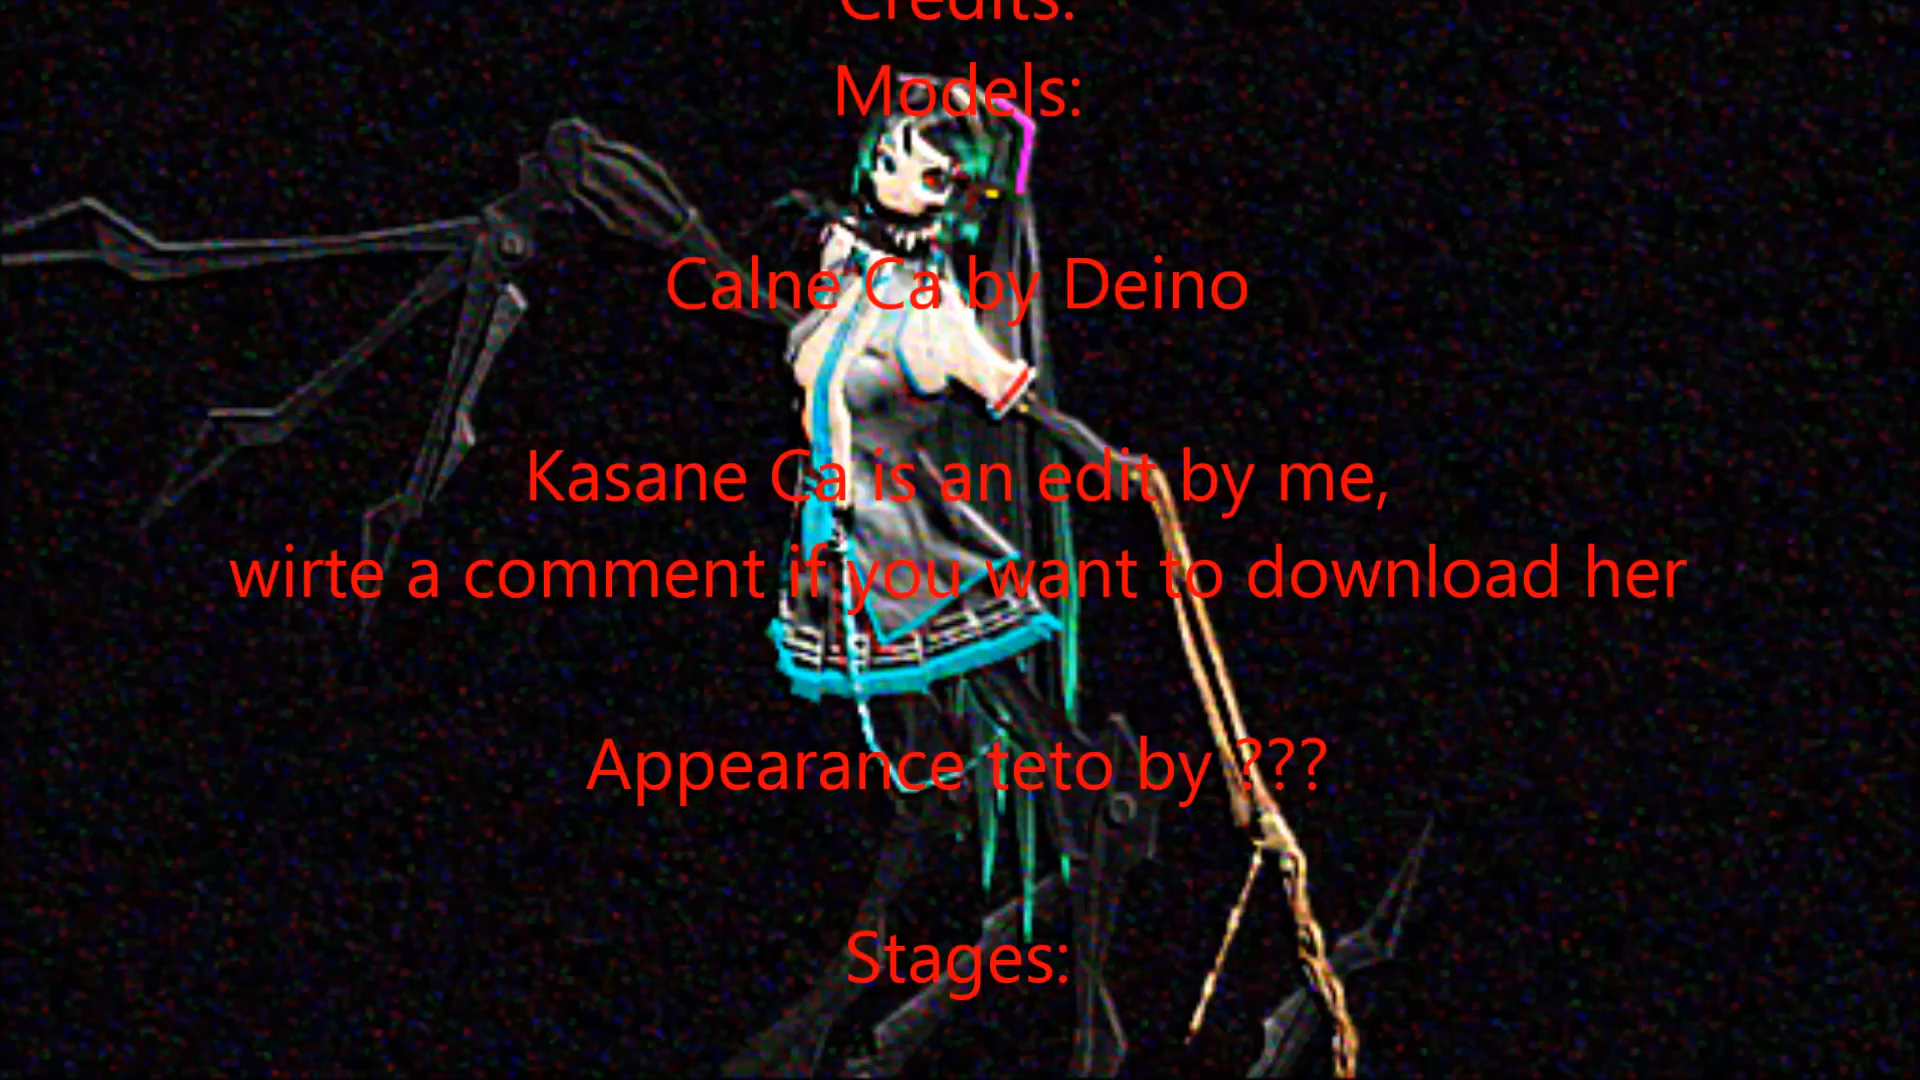 Credits:
Models:
Calne Ca by Deino
Kasane Ca is an edit by me,
wirte a comment if you want to download her
Appearance teto by ???
Stages: